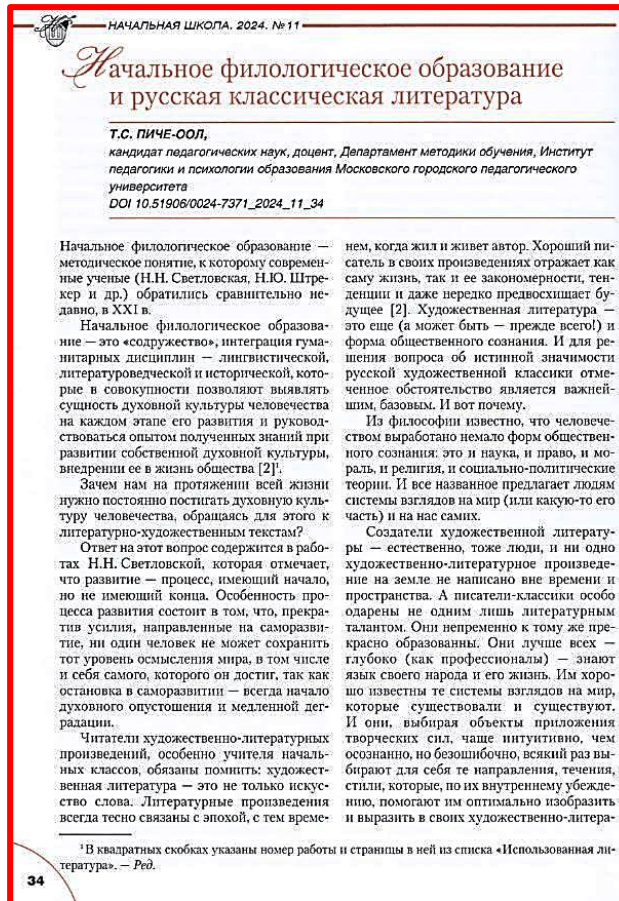 НАЧАЛЬНАЯ ШКОЛА. 2024. № 11
Начальное филологическое образование
и русская классическая литература
Т.С. ПИЧЕ-ООЛ,
кандидат педагогических наук, доцент, Департамент методики обучения, Институт
педагогики и психологии образования Московского городского педагогического
университета
DOI 10.51906/0024-7371_2024_11_34
Начальное филологическое образование —
методическое понятие, к которому современ-
ные ученые (Н.Н. Светловская, Н.Ю. Штре-
кер и др.) обратились сравнительно не-
давно, в XXI в.
Начальное филологическое образова-
ние — это «содружество», интеграция гума-
нитарных дисциплин — лингвистической,
литературоведческой и исторической, кото-
рые в совокупности позволяют выявлять
сущность духовной культуры человечества
на каждом этапе его развития и руковод-
ствоваться опытом полученных знаний при
развитии собственной духовной культуры,
внедрении ее в жизнь общества [2]¹.
Зачем нам на протяжении всей жизни
нужно постоянно постигать духовную куль-
туру человечества, обращаясь для этого к
литературно-художественным текстам?
Ответ на этот вопрос содержится в рабо-
тах Н.Н. Светловской, которая отмечает,
что развитие — процесс, имеющий начало,
но не имеющий конца. Особенность про-
цесса развития состоит в том, что, прекра-
тив усилия, направленные на саморазви-
тие, ни один человек не может сохранить
тот уровень осмысления мира, в том числе
и себя самого, которого он достиг, так как
остановка в саморазвитии — всегда начало
духовного опустошения и медленной дег-
радации.
Читатели художественно-литературных
произведений, особенно учителя началь-
ных классов, обязаны помнить: художест-
венная литература — это не только искус-
ство слова. Литературные произведения
всегда тесно связаны с эпохой, с тем време-
нем, когда жил и живет автор. Хороший пи-
сатель в своих произведениях отражает как
саму жизнь, так и ее закономерности, тен-
денции и даже нередко предвосхищает бу-
дущее [2]. Художественная литература —
это еще (а может быть — прежде всего!) и
форма общественного сознания. И для ре-
шения вопроса об истинной значимости
русской художественной классики отме-
ченное обстоятельство является важней-
шим, базовым. И вот почему.
Из философии известно, что человече-
ством выработано немало форм обществен-
ного сознания: это и наука, и право, и мо-
раль, и религия, и социально-политические
теории. И все названное предлагает людям
системы взглядов на мир (или какую-то его
часть) и на нас самих.
Создатели художественной литерату-
ры — естественно, тоже люди, и ни одно
художественно-литературное произведе-
ние на земле не написано вне времени и
пространства. А писатели-классики особо
одарены не одним лишь литературным
талантом. Они непременно к тому же пре-
красно образованны. Они лучше всех —
глубоко (как профессионалы) — знают
язык своего народа и его жизнь. Им хоро-
шо известны те системы взглядов на мир,
которые существовали и существуют.
И они, выбирая объекты приложения
творческих сил, чаще интуитивно, чем
осознанно, но безошибочно, всякий раз вы-
бирают для себя те направления, течения,
стили, которые, по их внутреннему убежде-
нию, помогают им оптимально изобразить
и выразить в своих художественно-литера-
¹В квадратных скобках указаны номер работы и страницы в ней из списка «Использованная ли-
тература». — Ред.
34